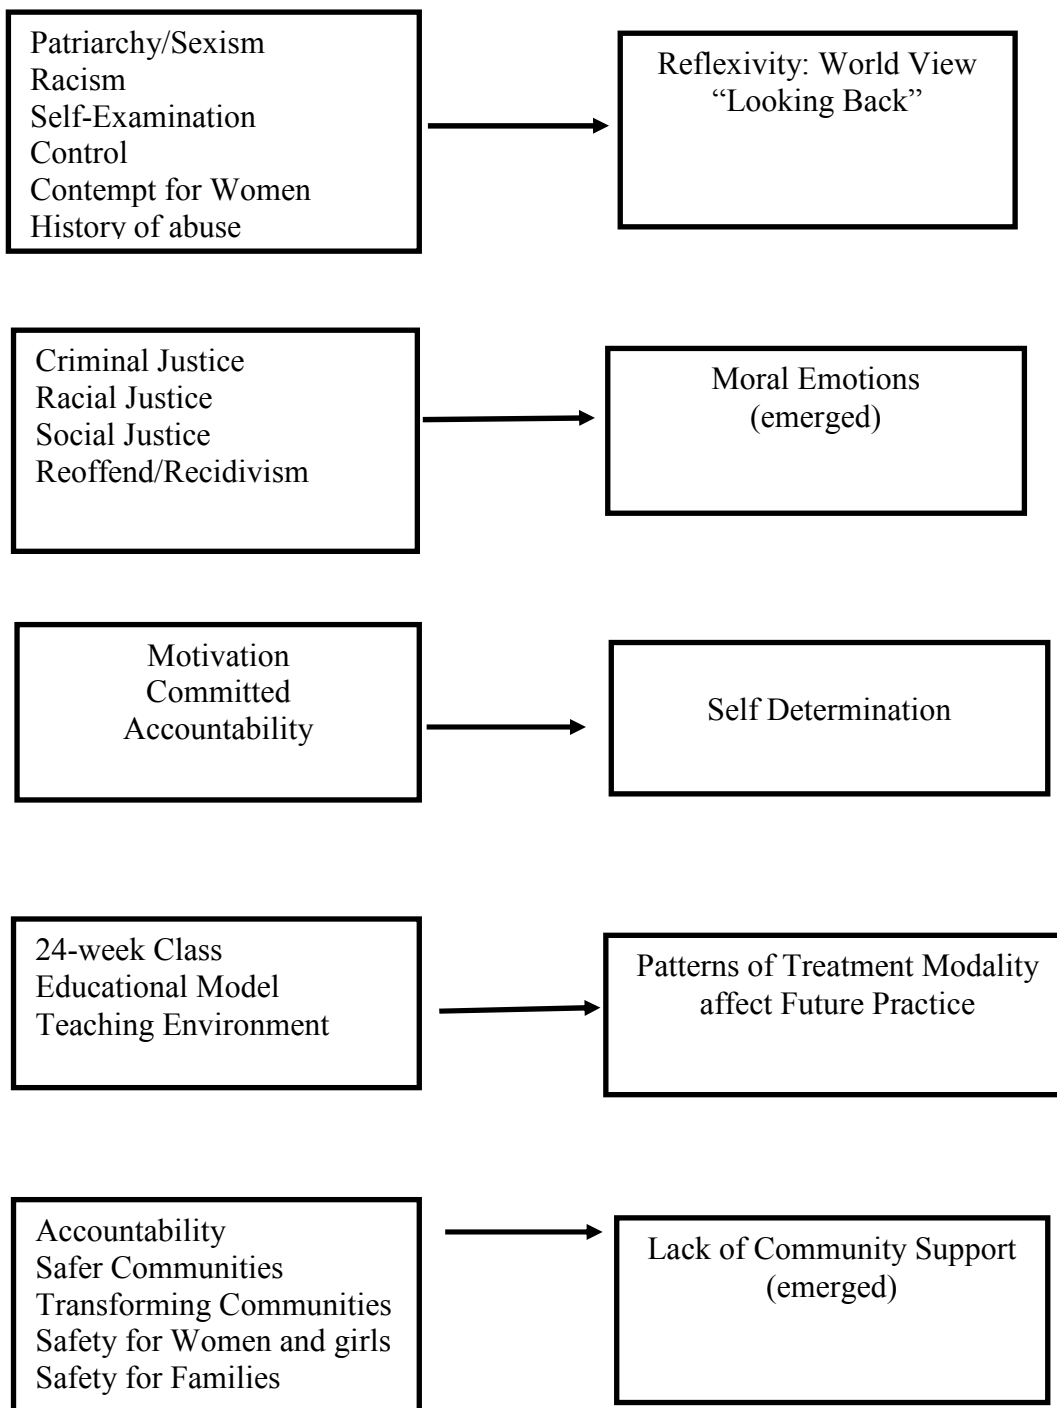 Patriarchy/Sexism
Racism
Self-Examination
Control
Contempt for Women
History of abuse
Reflexivity: World View
“Looking Back”
Criminal Justice
Racial Justice
Social Justice
Reoffend/Recidivism
Moral Emotions
(emerged)
Motivation
Committed
Accountability
Self Determination
24-week Class
Educational Model
Teaching Environment
Patterns of Treatment Modality
affect Future Practice
Accountability
Safer Communities
Transforming Communities
Safety for Women and girls
Safety for Families
Lack of Community Support
(emerged)